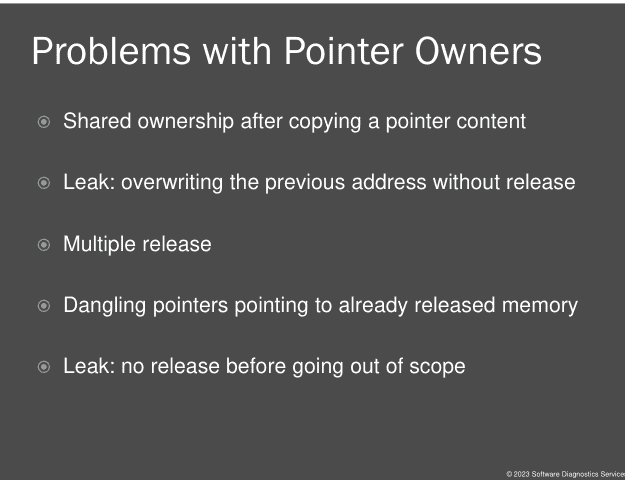 Problems with Pointer Owners
Shared ownership after copying a pointer content
Leak: overwriting the previous address without release
Multiple release
Dangling pointers pointing to already released memory
Leak: no release before going out of scope
© 2023 Software Diagnostics Service